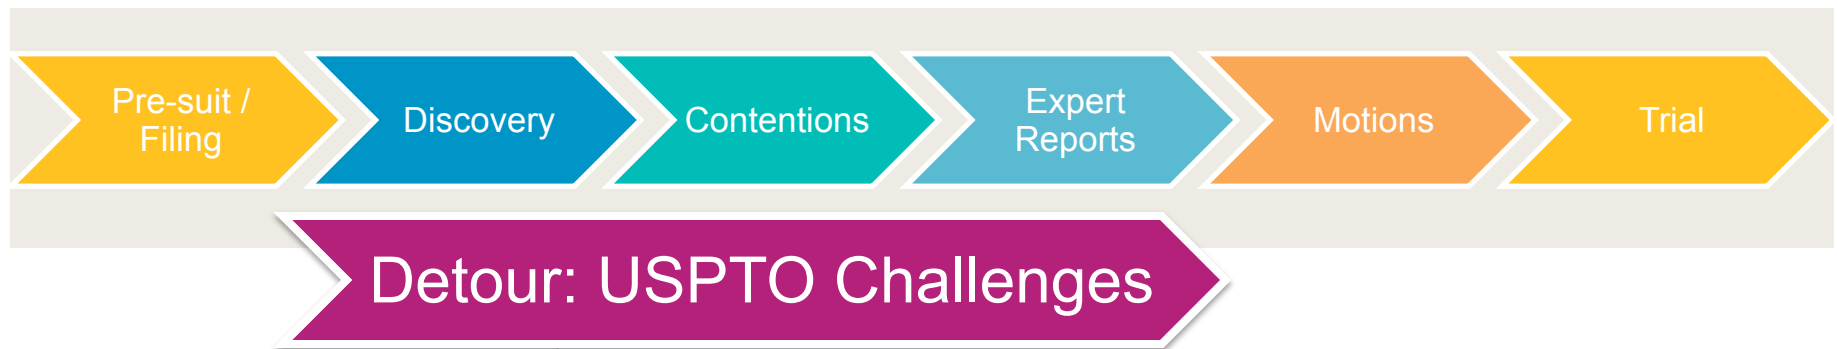 Pre-suit /
Filing
Discovery
Contentions
Expert
Reports
Motions
Trial
Detour: USPTO Challenges